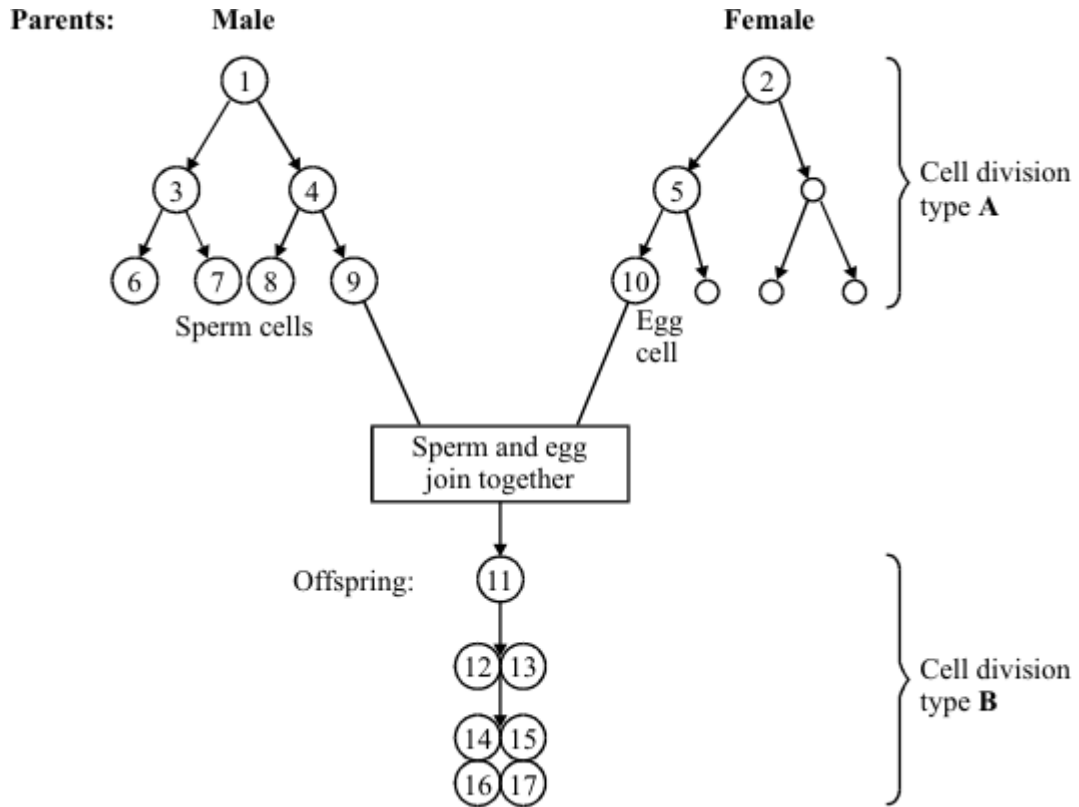 Parents: Male Female
1 2
3 4 5
Cell division
type A
6 7 8 9 10
Sperm cells
Egg
cell
Sperm and egg
join together
Offspring: 11
12 13
Cell division
type B
14 15
16 17